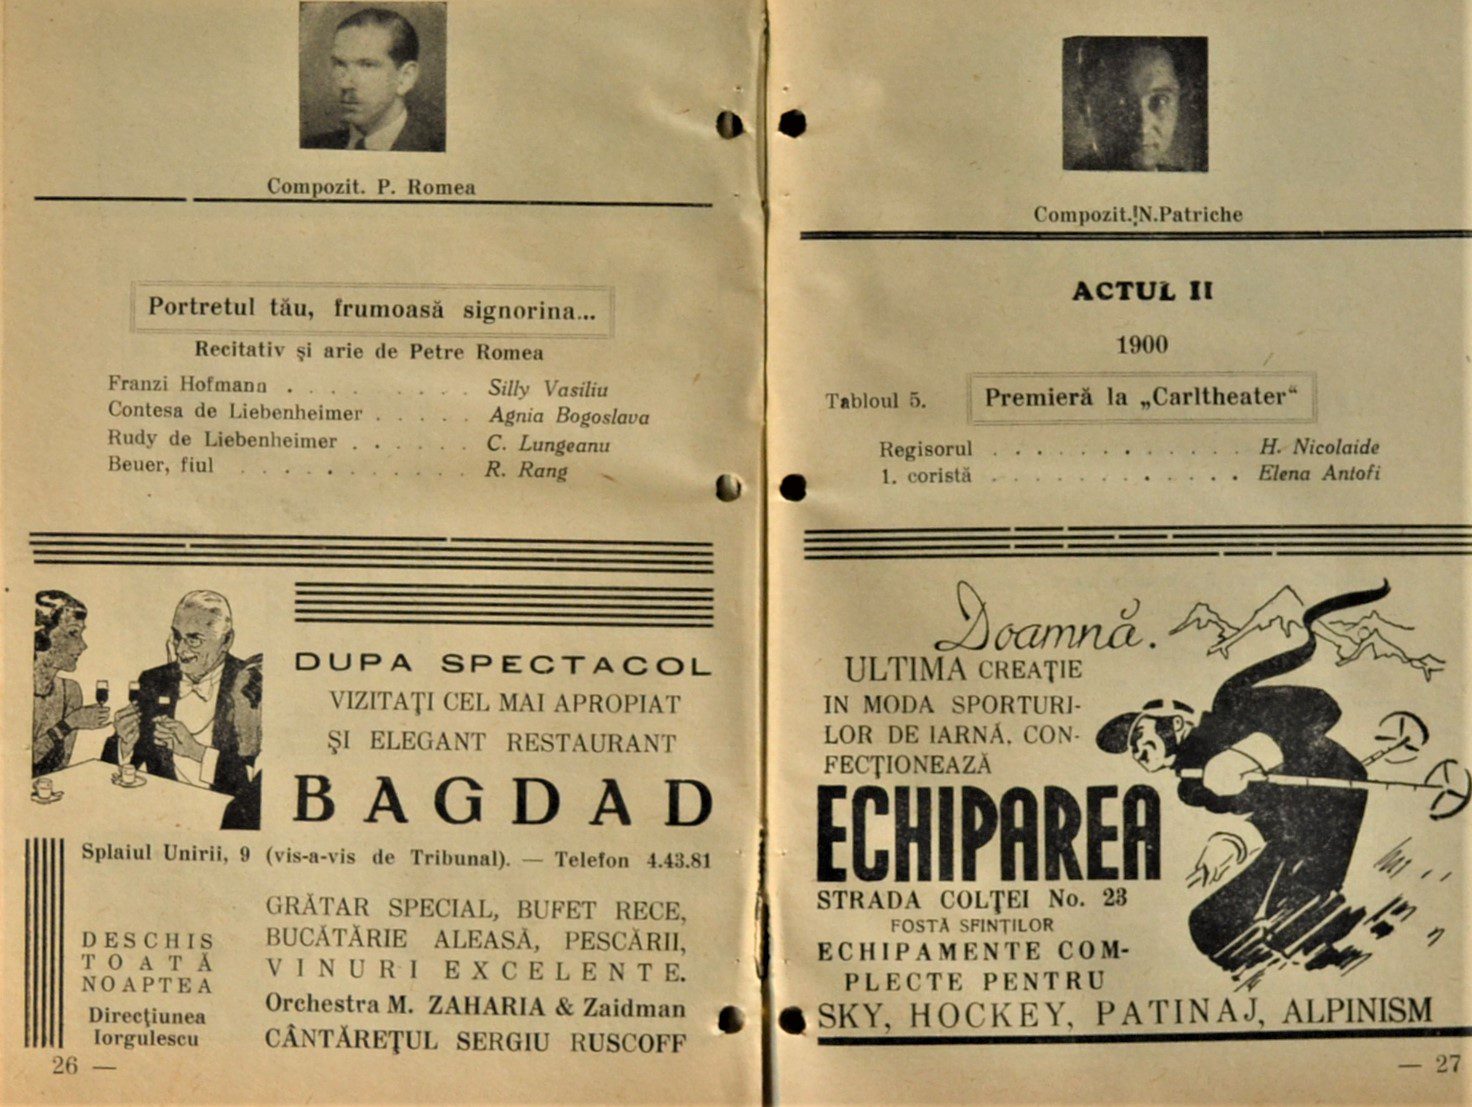 Compozit. P. Romea
Portretul tău, frumoasă signorina...
Recitativ şi arie de Petre Romea
Franzi Hofmann . . . . . . . . . Silly Vasiliu
Contesa de Liebenheimer . . . . . Agnia Bogoslava
Rudy de Liebenheimer . . . . . . C. Lungeanu
Beuer, fiul . . . . . . . . . . . R. Rang
DUPA SPECTACOL
VIZITAŢI CEL MAI APROPIAT
ŞI ELEGANT RESTAURANT
BAGDAD
Splaiul Unirii, 9 (vis-a-vis de Tribunal). — Telefon 4.43.81
DESCHIS
TOATĂ
NOAPTEA
Direcţiunea
Iorgulescu
GRĂTAR SPECIAL, BUFET RECE,
BUCĂTĂRIE ALEASĂ, PESCĂRII,
VINURI EXCELENTE.
Orchestra M. ZAHARIA & Zaidman
CÂNTĂREŢUL SERGIU RUSCOFF
26 —
Compozit. N. Patriche
ACTUL II
1900
Tabloul 5. Premieră la „Carltheater“
Regisorul . . . . . . . . . . . . H. Nicolaide
1. coristă . . . . . . . . . . . . Elena Antofi
Doamnă.
ULTIMA CREAŢIE
IN MODA SPORTURI-
LOR DE IARNĂ, CON-
FECŢIONEAZĂ
ECHIPAREA
STRADA COLŢEI No. 23
FOSTĂ SFINŢILOR
ECHIPAMENTE COM-
PLECTE PENTRU
SKY, HOCKEY, PATINAJ, ALPINISM
— 27